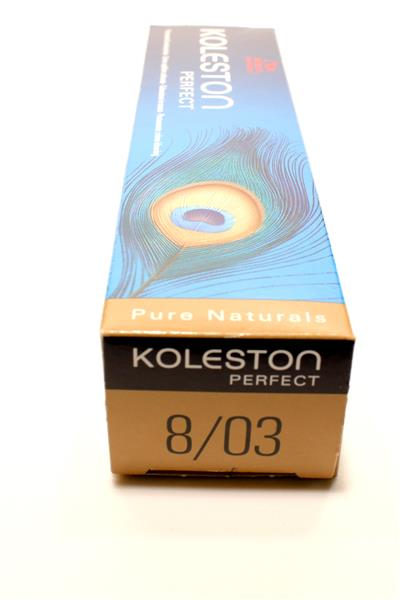 KOLESTON
PERFECT
Pure Naturals
KOLESTON
PERFECT
8/03